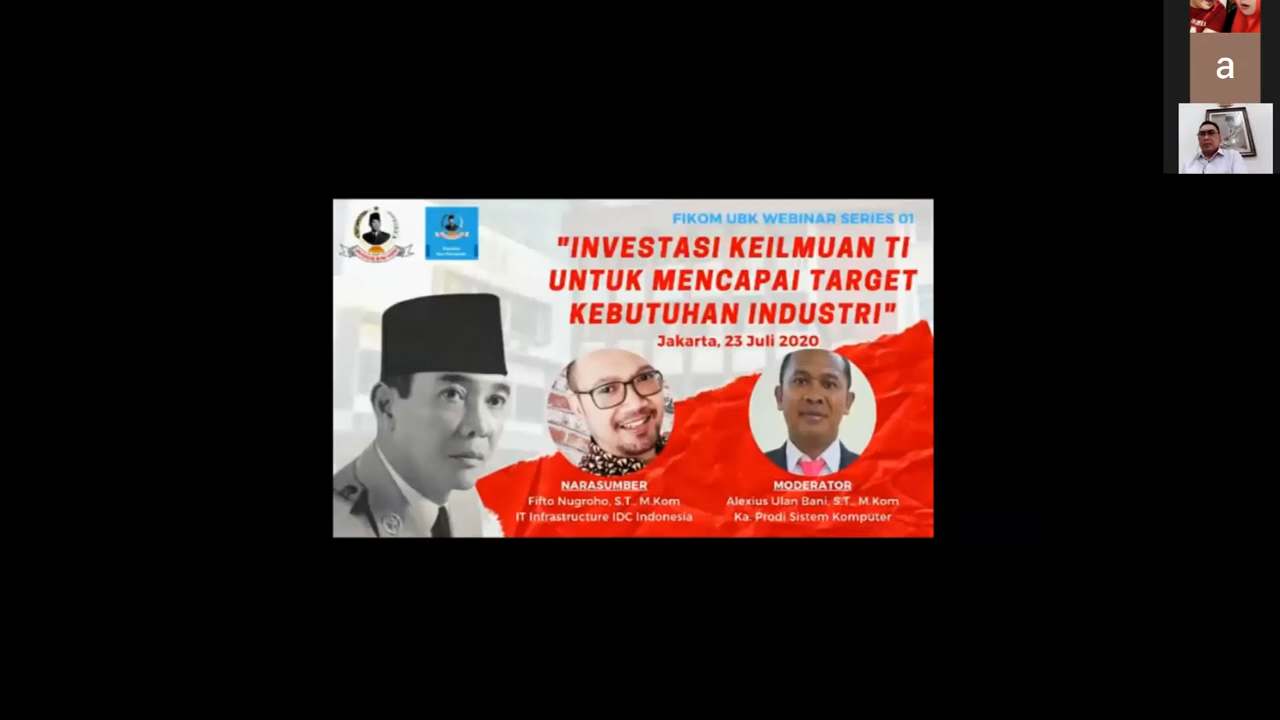 FIKOM UBK WEBINAR SERIES 01
"INVESTASI KEILMUAN TI
UNTUK MENCAPAI TARGET
KEBUTUHAN INDUSTRI"
Jakarta, 23 Juli 2020
NARASUMBER
Fifto Nugroho, S.T., M.Kom
IT Infrastructure IDC Indonesia
MODERATOR
Alexius Ulan Bani, S.T., M.Kom
Ka. Prodi Sistem Komputer
a